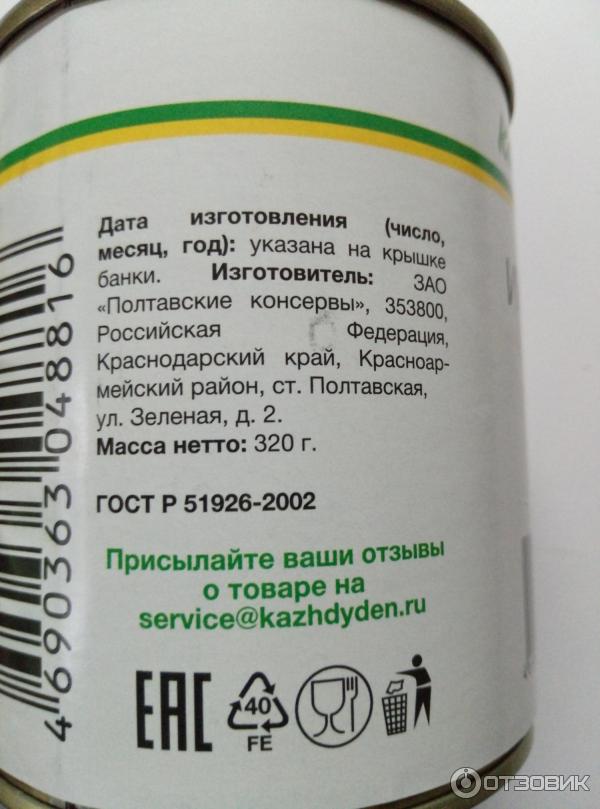 Дата изготовления (число,
месяц, год): указана на крышке
банки. Изготовитель: ЗАО
«Полтавские консервы», 353800,
Российская Федерация,
Краснодарский край, Красноар-
мейский район, ст. Полтавская,
ул. Зеленая, д. 2.
Масса нетто: 320 г.
ГОСТ Р 51926-2002
Присылайте ваши отзывы
о товаре на
service@kazhdyden.ru
EAC
40
FE
4690363048816
ОТЗОВИК